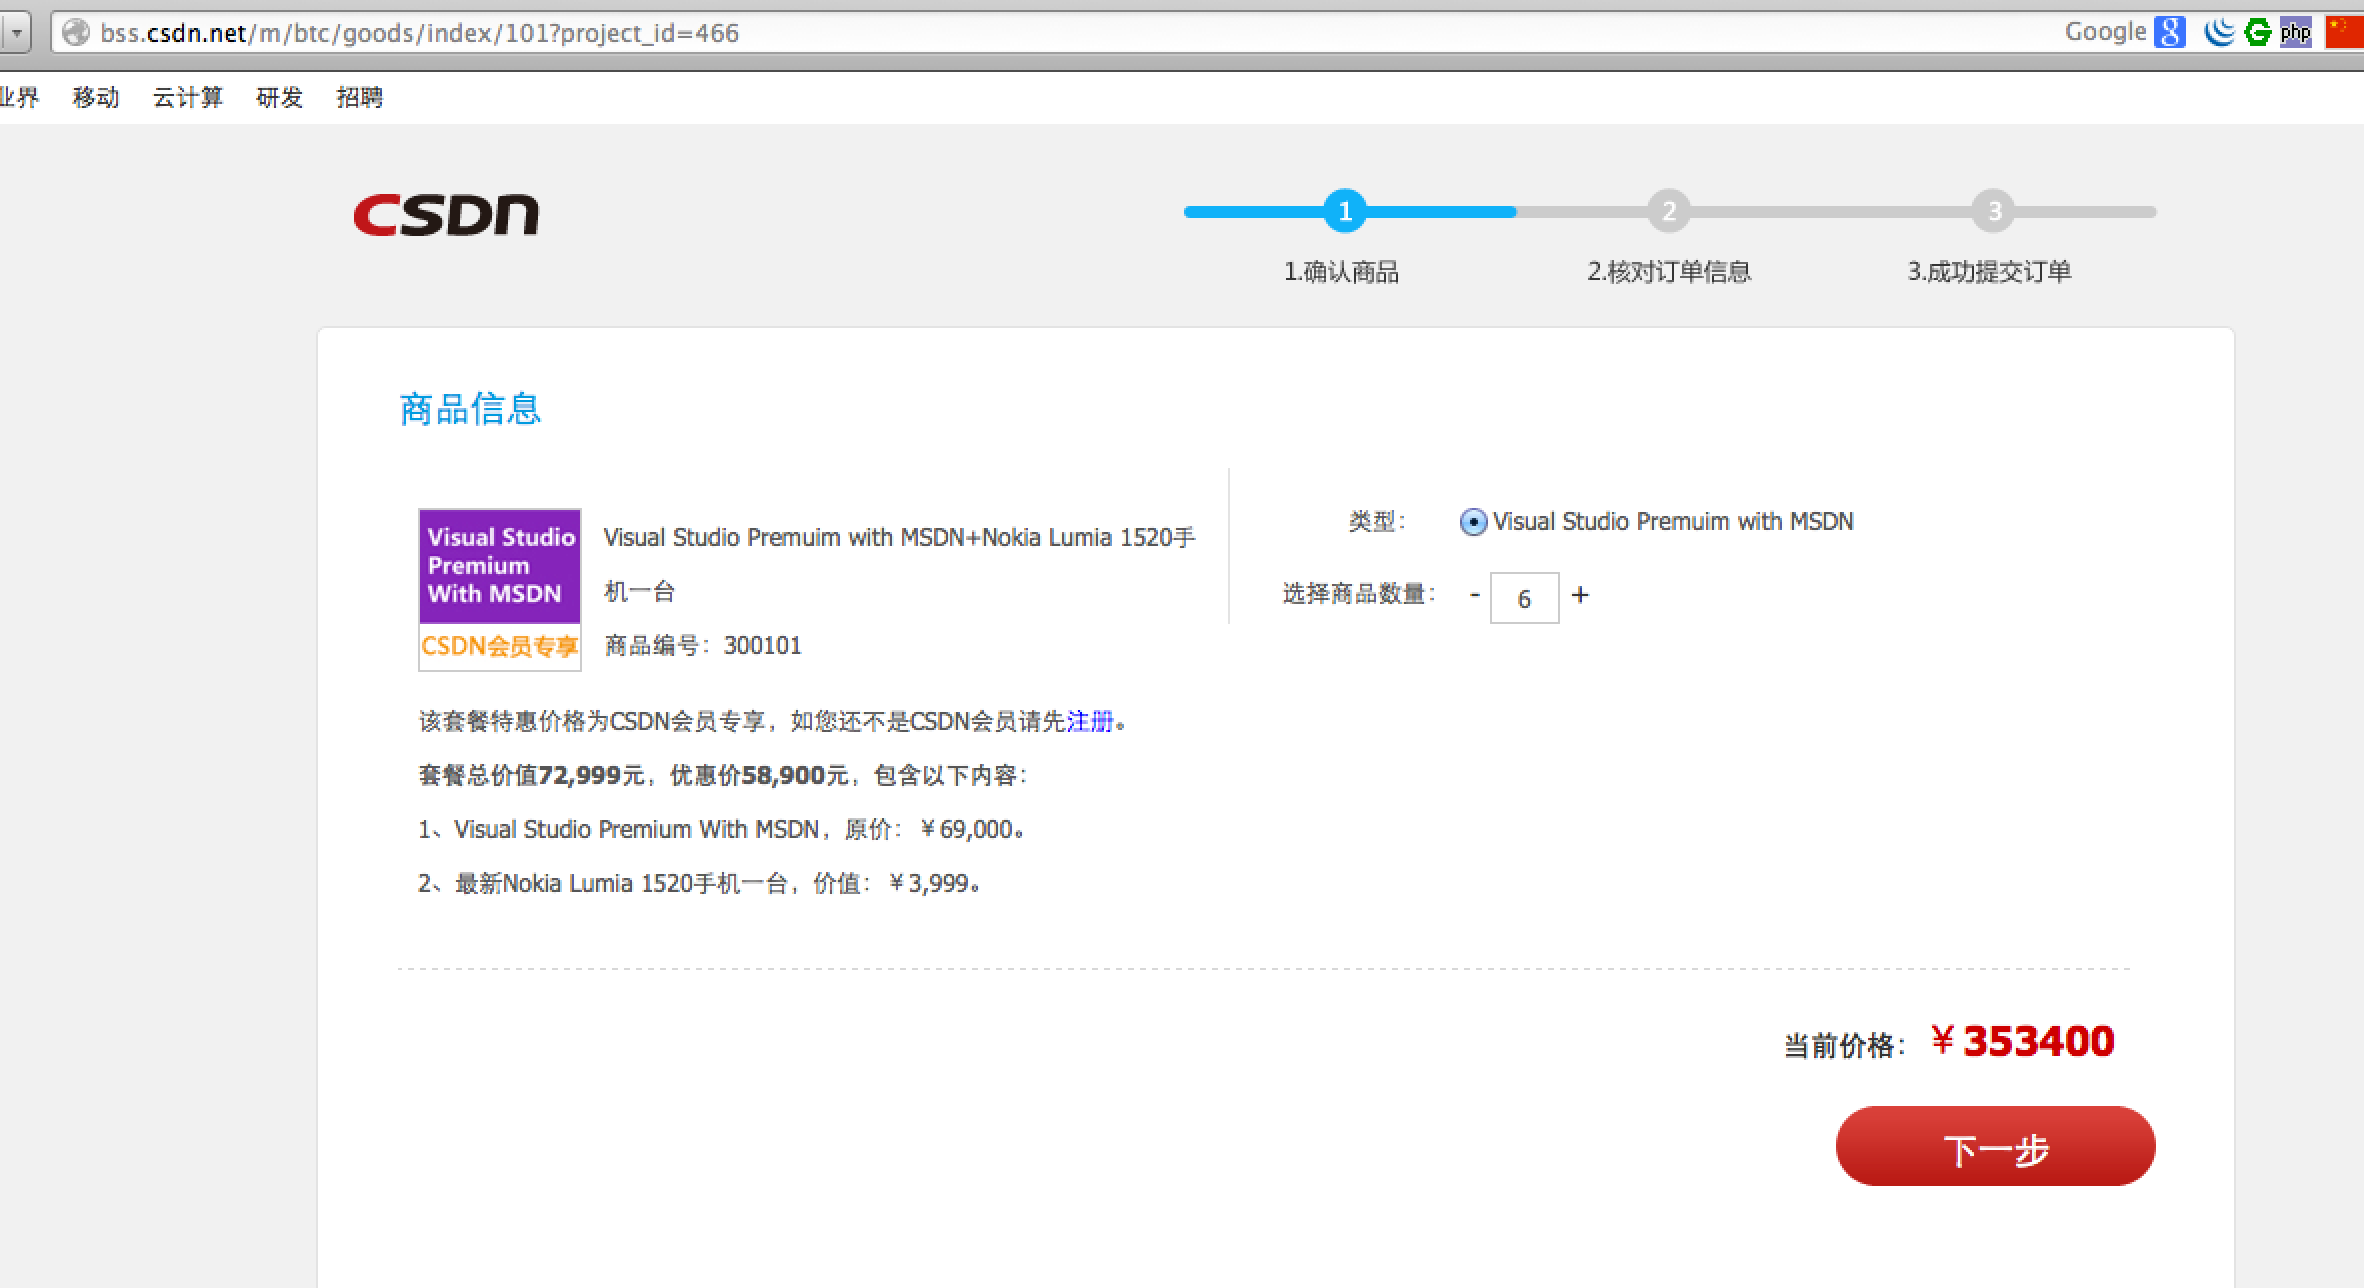 bss.csdn.net/m/btc/goods/index/101?project_id=466
Google
php
业界 移动 云计算 研发 招聘
CSDN
1 2 3
1.确认商品 2.核对订单信息 3.成功提交订单
商品信息
Visual Studio
Premium
With MSDN
CSDN会员专享
Visual Studio Premuim with MSDN+Nokia Lumia 1520手
机一台
商品编号：300101
类型： Visual Studio Premuim with MSDN
选择商品数量： - 6 +
该套餐特惠价格为CSDN会员专享，如您还不是CSDN会员请先注册。
套餐总价值72,999元，优惠价58,900元，包含以下内容：
1、Visual Studio Premium With MSDN，原价：￥69,000。
2、最新Nokia Lumia 1520手机一台，价值：￥3,999。
当前价格：￥353400
下一步